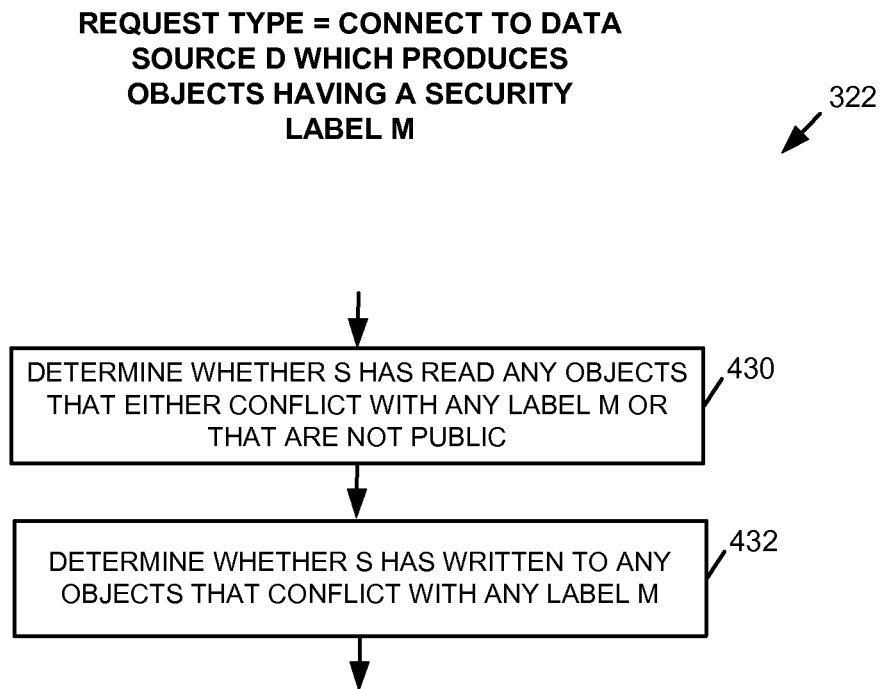 REQUEST TYPE = CONNECT TO DATA
SOURCE D WHICH PRODUCES
OBJECTS HAVING A SECURITY
LABEL M
322
DETERMINE WHETHER S HAS READ ANY OBJECTS
THAT EITHER CONFLICT WITH ANY LABEL M OR
THAT ARE NOT PUBLIC
430
DETERMINE WHETHER S HAS WRITTEN TO ANY
OBJECTS THAT CONFLICT WITH ANY LABEL M
432